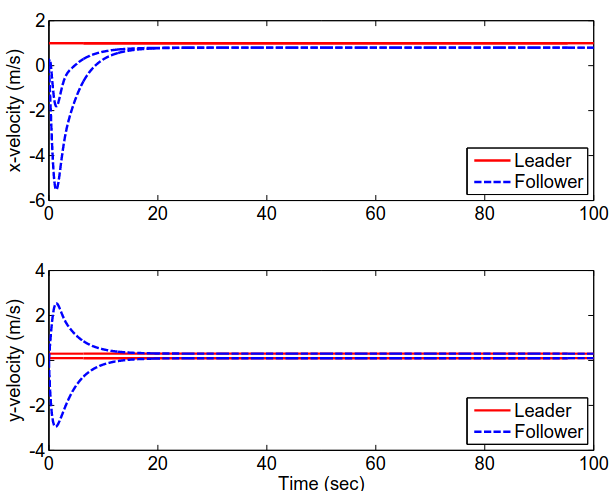 2
0
-2
-4
-6
x-velocity (m/s)
Leader
Follower
0 20 40 60 80 100
4
2
0
-2
-4
y-velocity (m/s)
Leader
Follower
0 20 40 60 80 100
Time (sec)